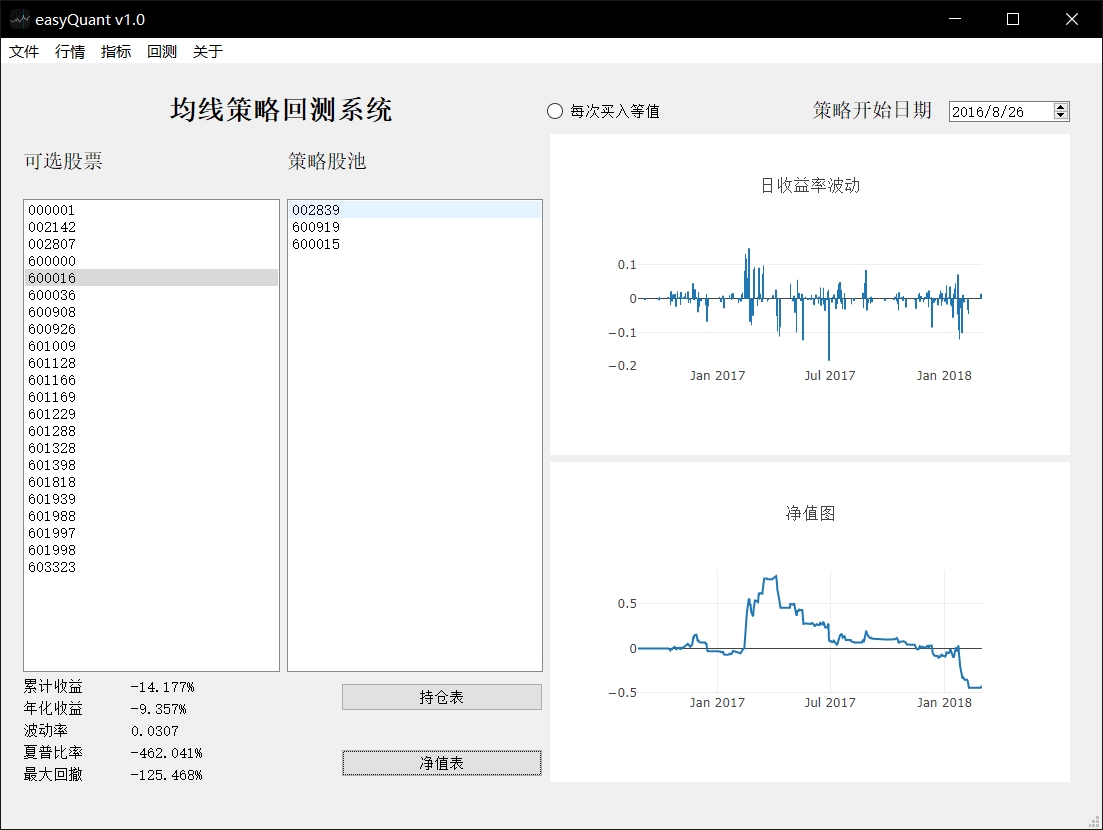 easyQuant v1.0
文件 行情 指标 回测 关于
均线策略回测系统
每次买入等值
策略开始日期 2016/8/26
可选股票
000001
002142
002807
600000
600016
600036
600908
600926
601009
601128
601166
601169
601229
601288
601328
601398
601818
601939
601988
601997
601998
603323
策略股池
002839
600919
600015
日收益率波动
0.1
0
−0.1
−0.2
Jan 2017 Jul 2017 Jan 2018
净值图
0.5
0
−0.5
Jan 2017 Jul 2017 Jan 2018
累计收益 -14.177%
年化收益 -9.357%
波动率 0.0307
夏普比率 -462.041%
最大回撤 -125.468%
持仓表
净值表